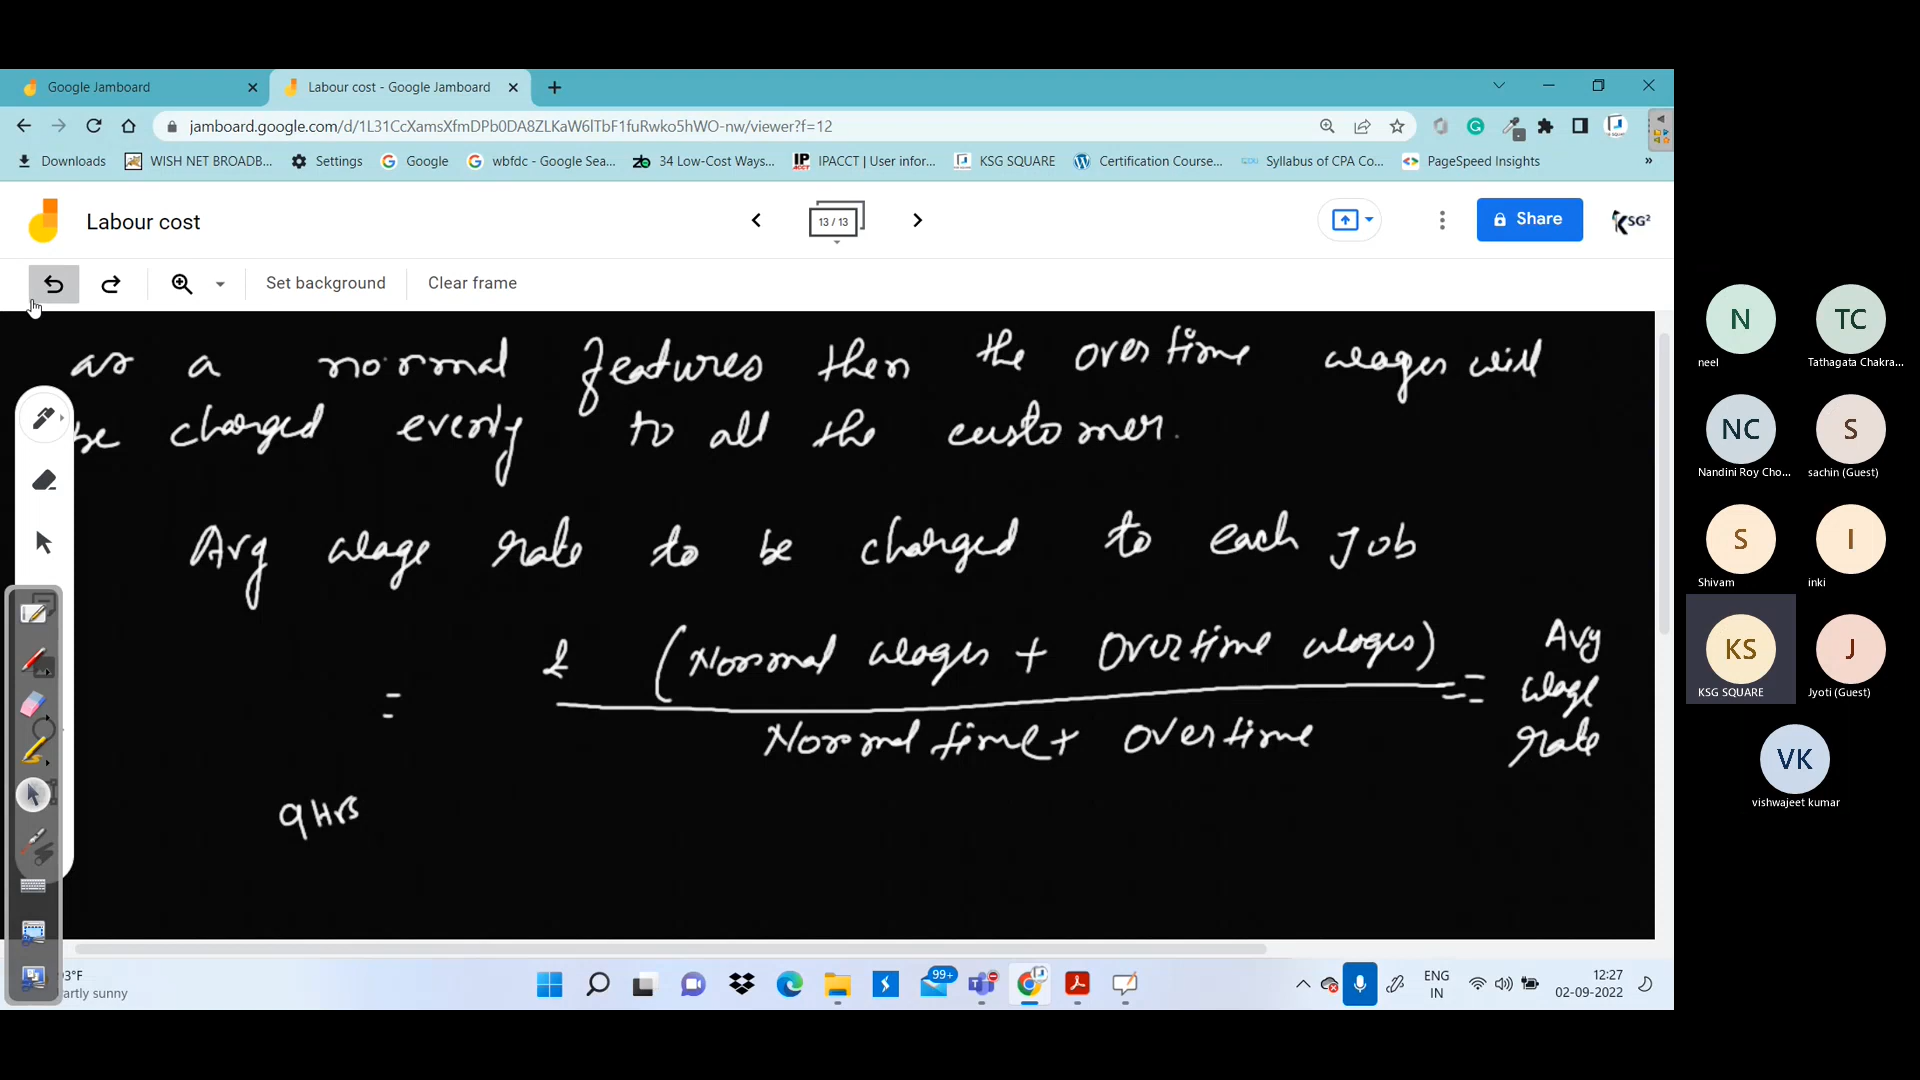 Google Jamboard
Labour cost - Google Jamboard
jamboard.google.com/d/1L31CcXamsXfmDPb0DA8ZLKaW6lTbF1fuRwko5hWO-nw/viewer?f=12
Downloads WISH NET BROADB... Settings Google wbfdc - Google Sea... 34 Low-Cost Ways... IPACCT | User infor... KSG SQUARE Certification Course... Syllabus of CPA Co... PageSpeed Insights »
Labour cost
13 / 13
Share
KSG²
Set background Clear frame
as a normal features then the overtime wages will
be charged evenly to all the customer.
Avg wage rate to be charged to each Job
= (Normal wages + Overtime wages) = Avg wage rate
Normal time + Overtime
9 Hrs
N
neel
TC
Tathagata Chakra...
NC
Nandini Roy Cho...
S
sachin (Guest)
S
Shivam
I
inki
KS
KSG SQUARE
J
Jyoti (Guest)
VK
vishwajeet kumar
93°F
artly sunny
99+
ENG
IN
12:27
02-09-2022